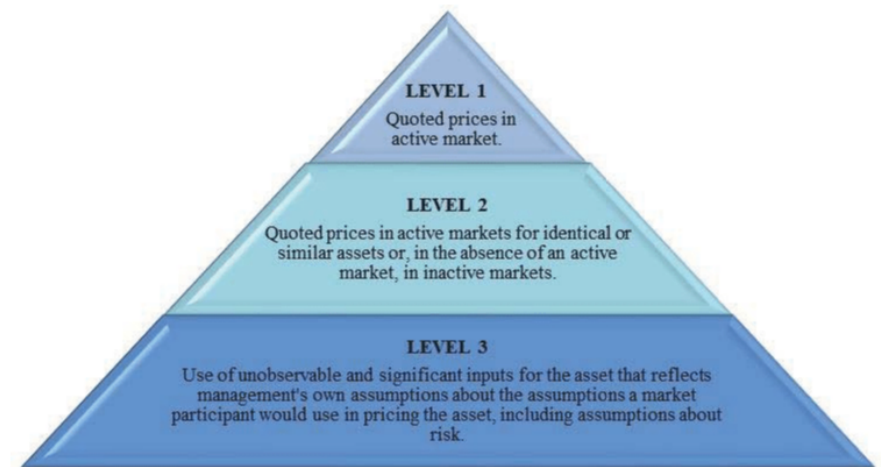 LEVEL 1
Quoted prices in
active market.
LEVEL 2
Quoted prices in active markets for identical or
similar assets or, in the absence of an active
market, in inactive markets.
LEVEL 3
Use of unobservable and significant inputs for the asset that reflects
management's own assumptions about the assumptions a market
participant would use in pricing the asset, including assumptions about
risk.